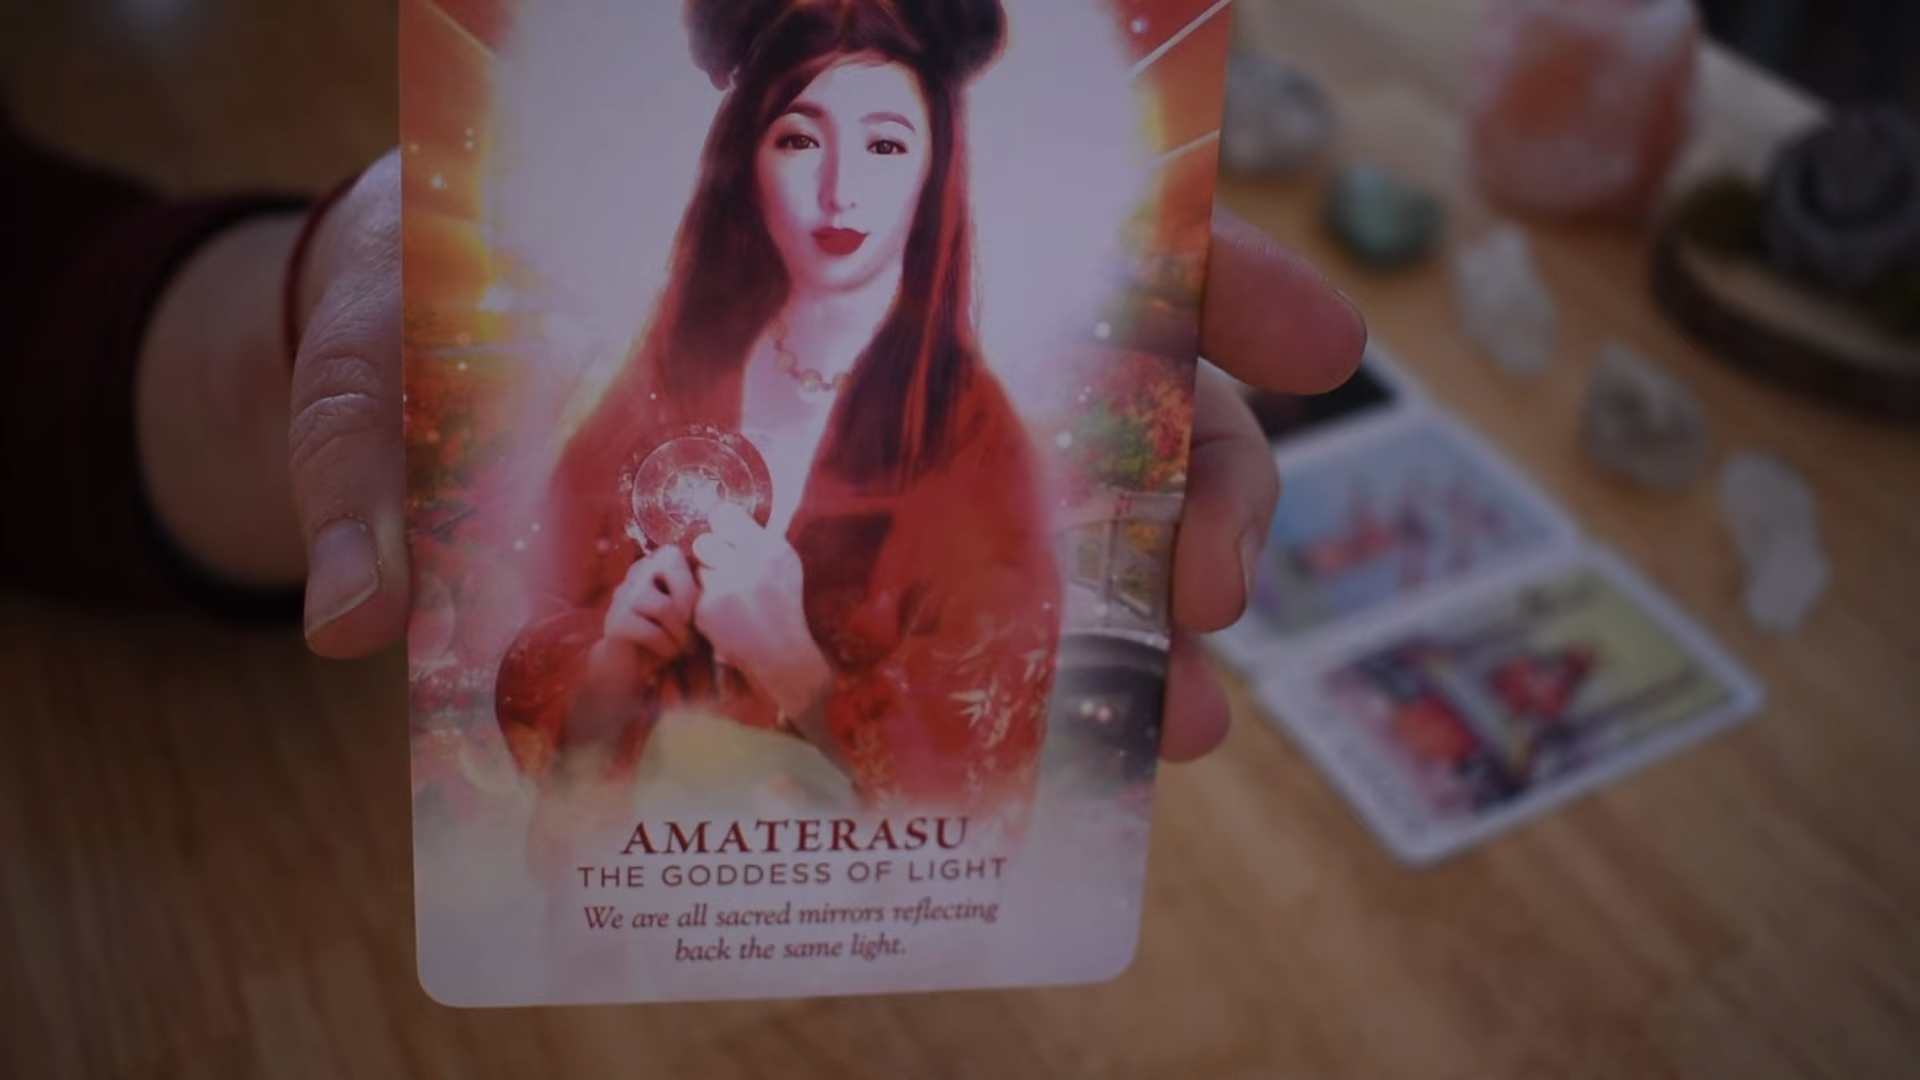 AMATERASU
THE GODDESS OF LIGHT
We are all sacred mirrors reflecting
back the same light.